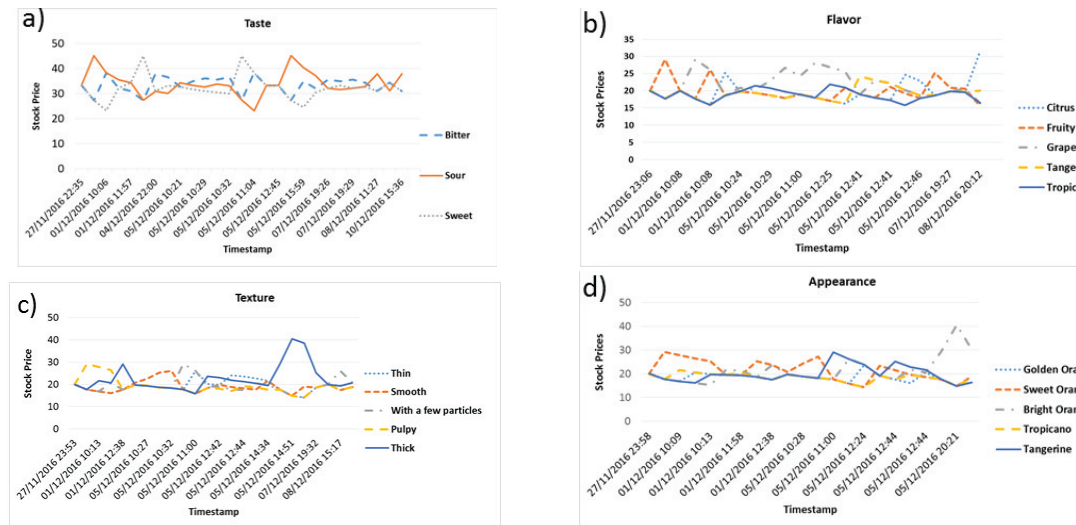 a)
Taste
Stock Price
50
40
30
20
10
0
27/11/2016 22:35
01/12/2016 10:06
01/12/2016 11:57
04/12/2016 22:00
05/12/2016 10:21
05/12/2016 10:29
05/12/2016 10:32
05/12/2016 11:04
05/12/2016 12:45
05/12/2016 15:59
07/12/2016 19:26
07/12/2016 19:29
08/12/2016 11:27
10/12/2016 15:36
Timestamp
Bitter
Sour
Sweet
b)
Flavor
Stock Prices
35
30
25
20
15
10
5
0
27/11/2016 23:06
01/12/2016 10:08
01/12/2016 10:08
05/12/2016 10:24
05/12/2016 10:29
05/12/2016 11:00
05/12/2016 12:25
05/12/2016 12:41
05/12/2016 12:41
05/12/2016 12:46
07/12/2016 19:27
08/12/2016 20:12
Timestamp
Citrus
Fruity
Grape
Tange
Tropic
c)
Texture
Stock Price
50
40
30
20
10
0
27/11/2016 23:53
01/12/2016 10:13
01/12/2016 12:38
05/12/2016 10:27
05/12/2016 10:32
05/12/2016 11:00
05/12/2016 12:42
05/12/2016 12:44
05/12/2016 12:34
05/12/2016 14:51
07/12/2016 19:32
08/12/2016 15:17
Timestamp
Thin
Smooth
With a few particles
Pulpy
Thick
d)
Appearance
Stock Prices
50
40
30
20
10
0
27/11/2016 23:58
01/12/2016 10:09
01/12/2016 10:13
01/12/2016 11:58
01/12/2016 12:38
05/12/2016 10:28
05/12/2016 11:00
05/12/2016 12:24
05/12/2016 12:44
05/12/2016 12:44
05/12/2016 20:21
Timestamp
Golden Ora
Sweet Oran
Bright Oran
Tropicano
Tangerine